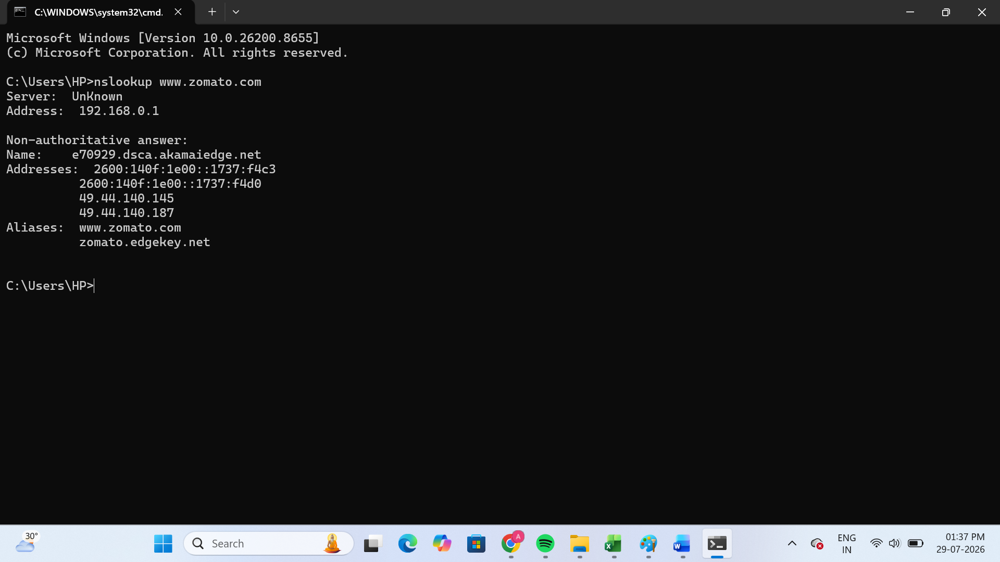 C:\WINDOWS\system32\cmd.
Microsoft Windows [Version 10.0.26200.8655]
(c) Microsoft Corporation. All rights reserved.
C:\Users\HP>nslookup www.zomato.com
Server:  UnKnown
Address:  192.168.0.1
Non-authoritative answer:
Name:    e70929.dsca.akamaiedge.net
Addresses:  2600:140f:1e00::1737:f4c3
2600:140f:1e00::1737:f4d0
49.44.140.145
49.44.140.187
Aliases:  www.zomato.com
zomato.edgekey.net
C:\Users\HP>
30°
Search
A
ENG
IN
01:37 PM
29-07-2026